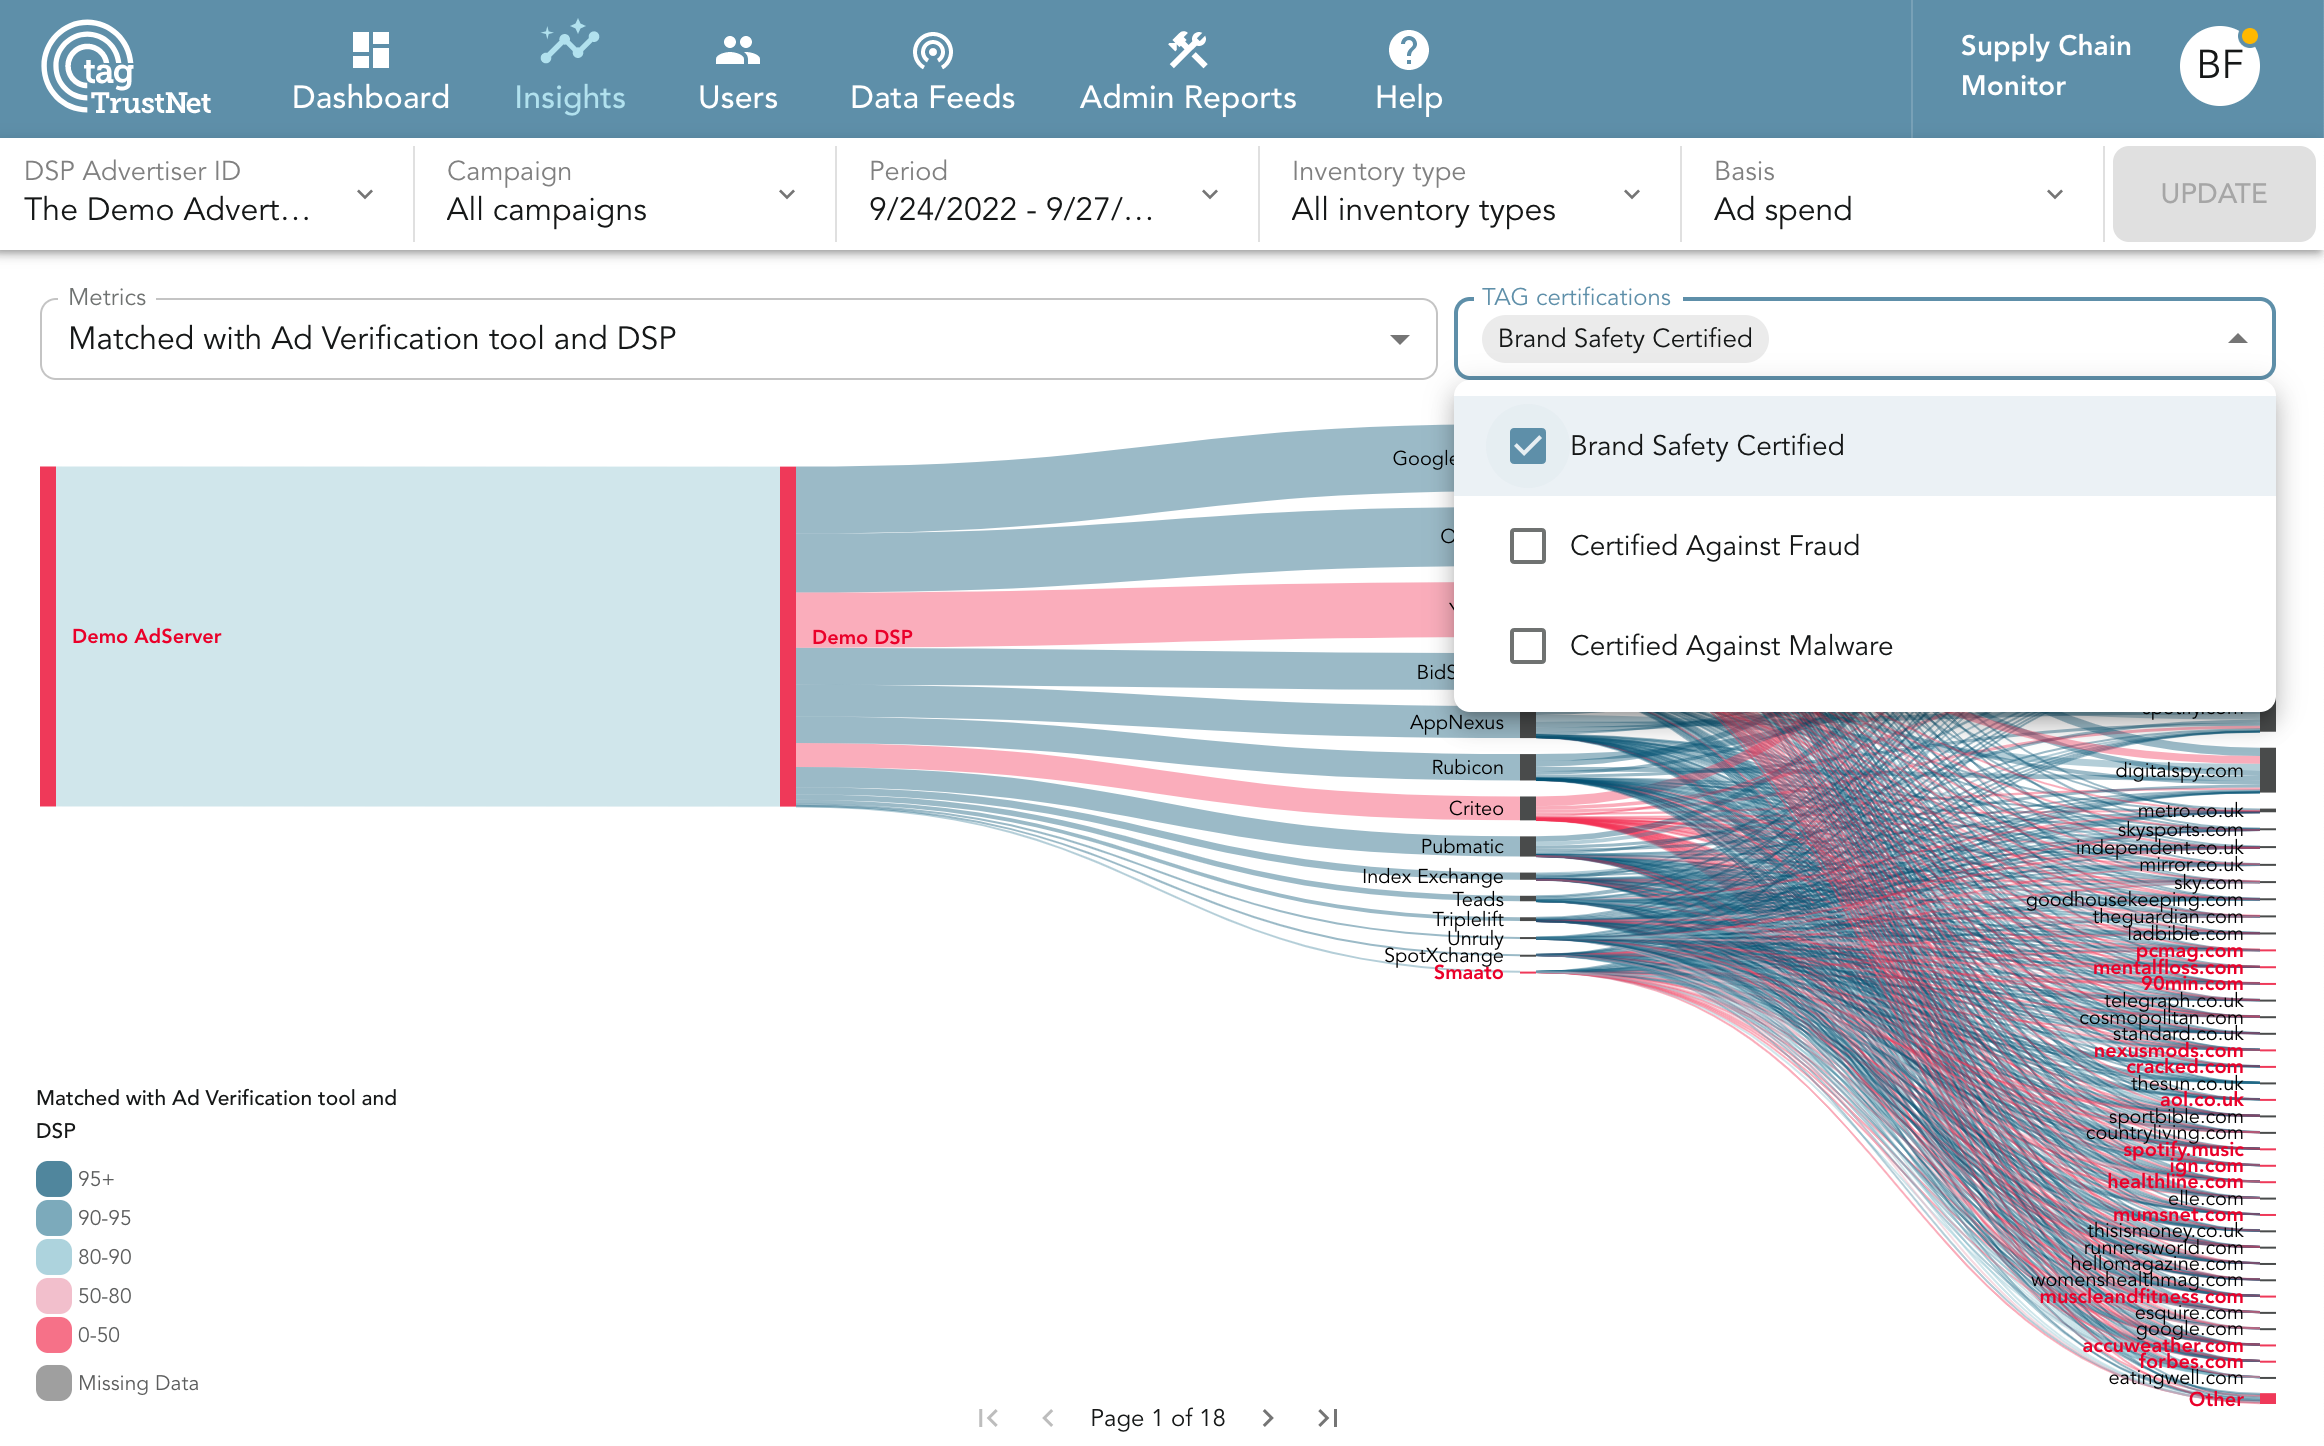 tag
TrustNet
Dashboard
Insights
Users
Data Feeds
Admin Reports
Help
Supply Chain
Monitor
BF
DSP Advertiser ID
The Demo Advert...
Campaign
All campaigns
Period
9/24/2022 - 9/27/...
Inventory type
All inventory types
Basis
Ad spend
UPDATE
Metrics
Matched with Ad Verification tool and DSP
TAG certifications
Brand Safety Certified
Brand Safety Certified
Certified Against Fraud
Certified Against Malware
Demo AdServer
Demo DSP
Google
BidS
AppNexus
Rubicon
Criteo
Pubmatic
Index Exchange
Teads
Triplelift
Unruly
SpotXchange
Smaato
spotify.com
digitalspy.com
metro.co.uk
skysports.com
independent.co.uk
mirror.co.uk
sky.com
goodhousekeeping.com
theguardian.com
ladbible.com
pcmag.com
mentalfloss.com
90min.com
telegraph.co.uk
cosmopolitan.com
standard.co.uk
nexusmods.com
cracked.com
thesun.co.uk
aol.co.uk
sportbible.com
countryliving.com
spotify.music
ign.com
healthline.com
elle.com
mumsnet.com
thisismoney.co.uk
runnersworld.com
hellomagazine.com
womenshealthmag.com
muscleandfitness.com
esquire.com
google.com
accuweather.com
forbes.com
eatingwell.com
Other
Matched with Ad Verification tool and
DSP
95+
90-95
80-90
50-80
0-50
Missing Data
Page 1 of 18